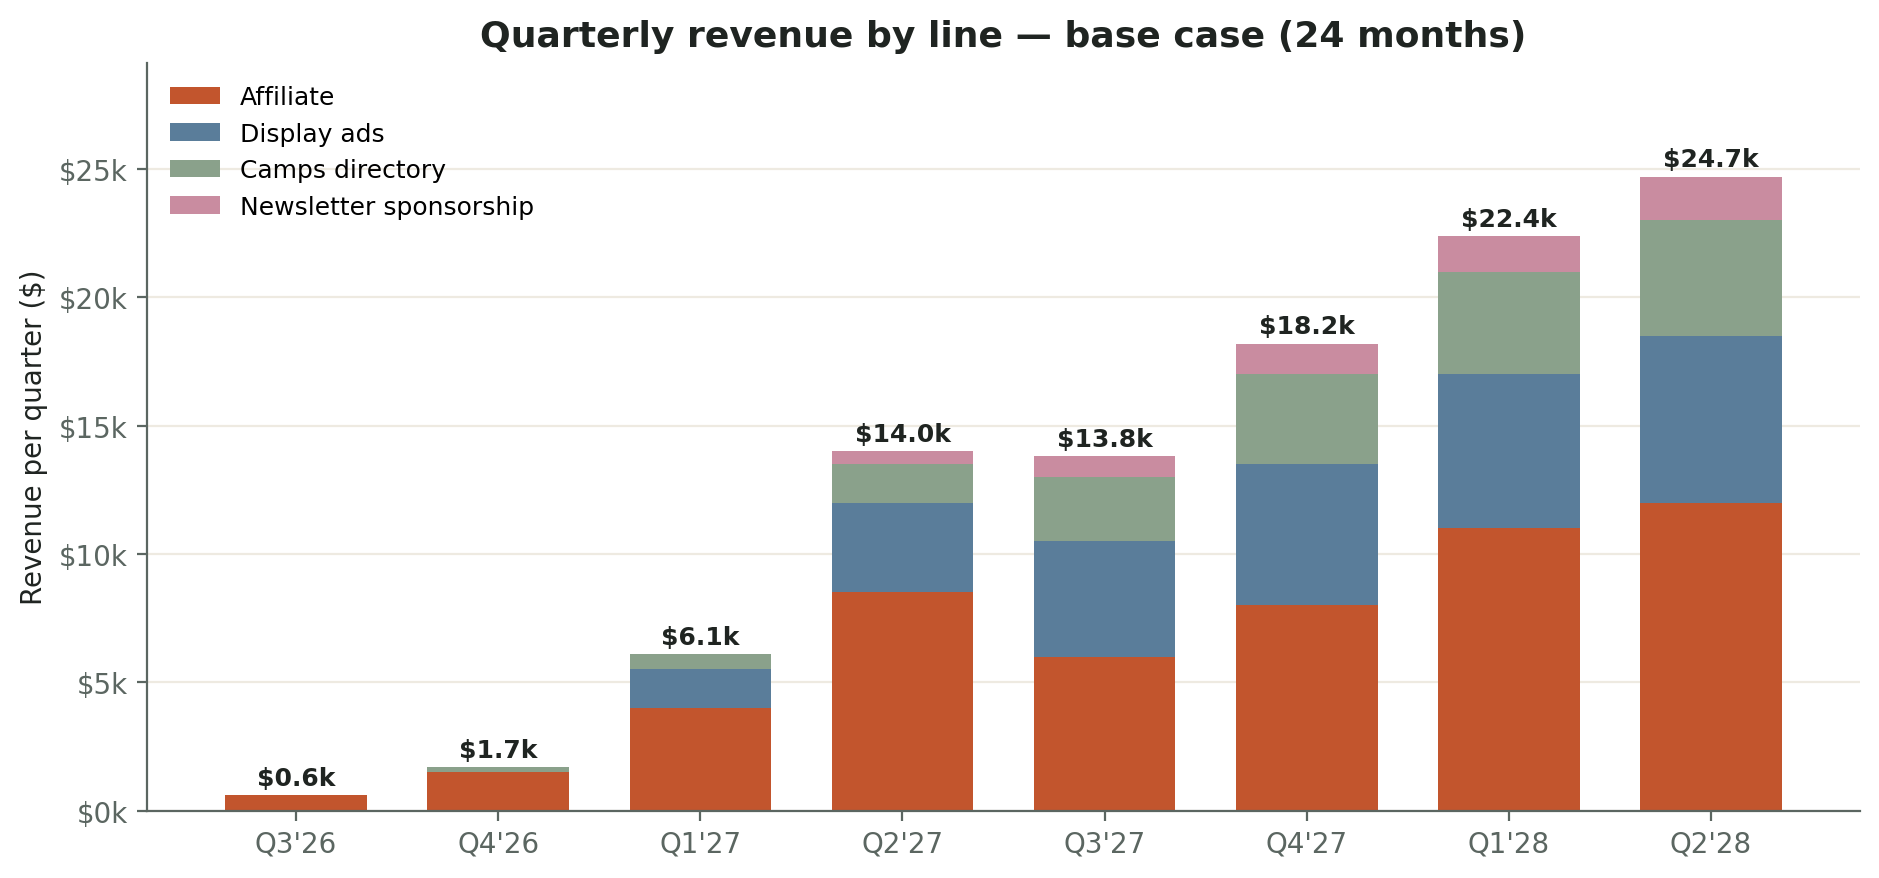 Quarterly revenue by line — base case (24 months)
Affiliate
Display ads
Camps directory
Newsletter sponsorship
Revenue per quarter ($)
$25k
$20k
$15k
$10k
$5k
$0k
$0.6k
$1.7k
$6.1k
$14.0k
$13.8k
$18.2k
$22.4k
$24.7k
Q3'26
Q4'26
Q1'27
Q2'27
Q3'27
Q4'27
Q1'28
Q2'28